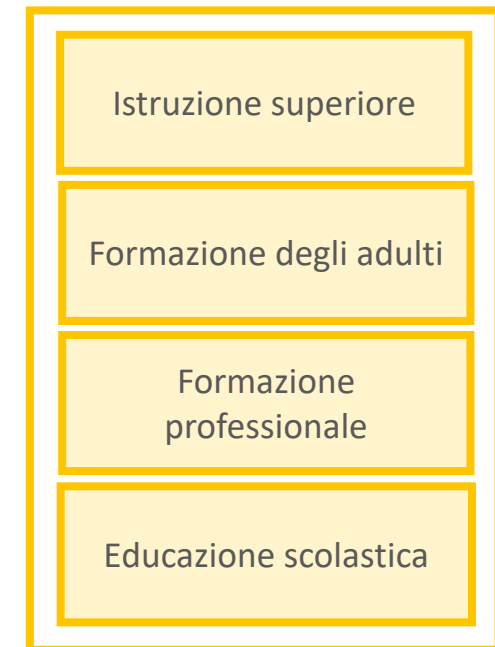 Istruzione superiore
Formazione degli adulti
Formazione
professionale
Educazione scolastica